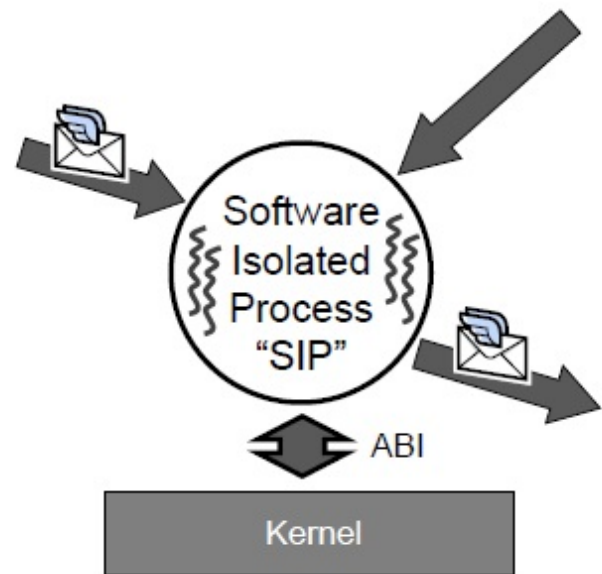 Software
Isolated
Process
“SIP”
ABI
Kernel